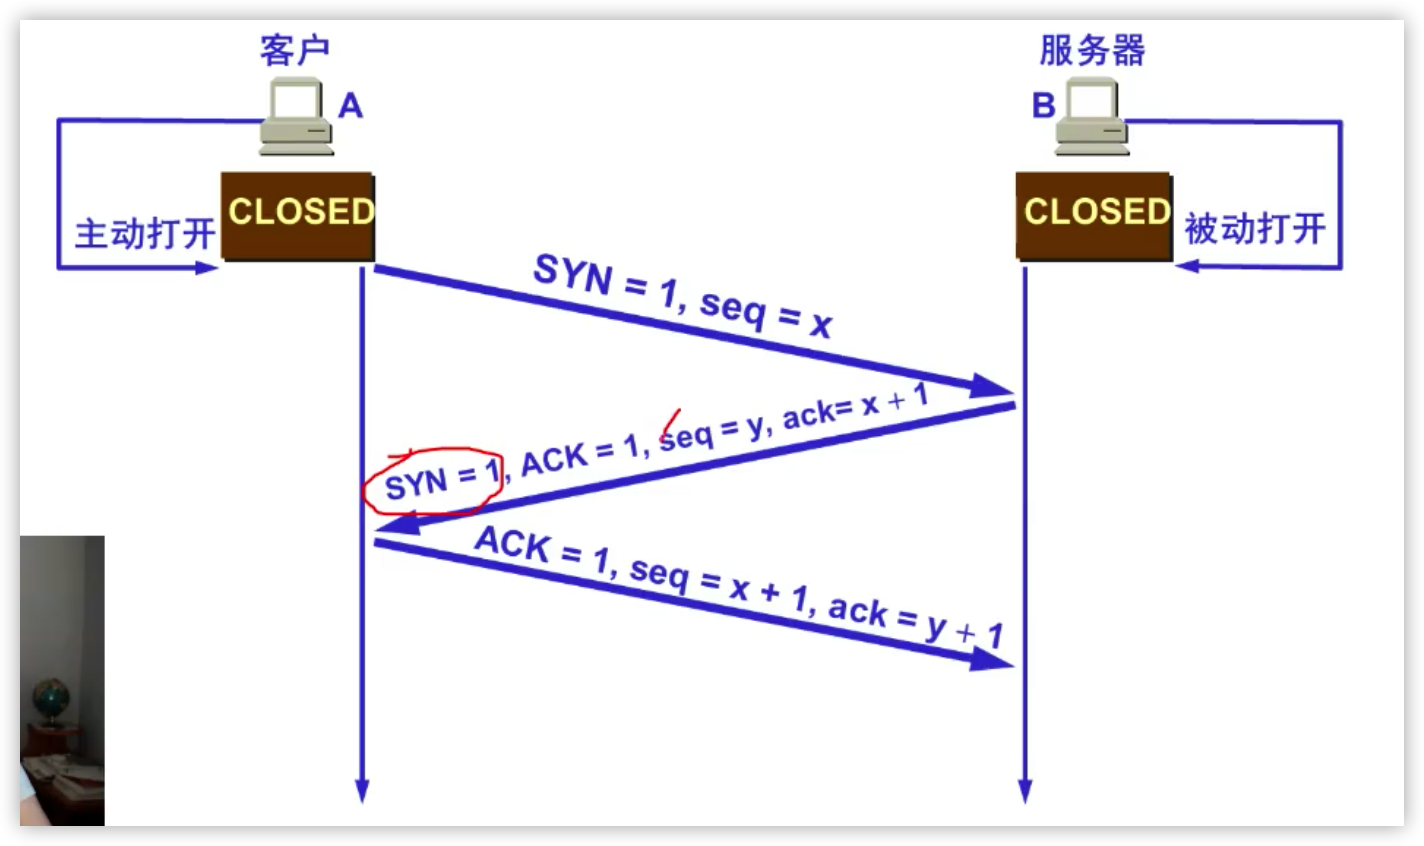 客户
服务器
A
B
CLOSED
CLOSED
主动打开
被动打开
SYN = 1, seq = x
SYN = 1, ACK = 1, seq = y, ack= x + 1
ACK = 1, seq = x + 1, ack = y + 1